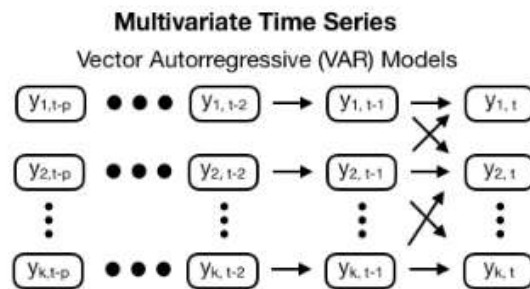 Multivariate Time Series
Vector Autorregressive (VAR) Models
y1,t-p y1, t-2 y1, t-1 y1, t
y2,t-p y2, t-2 y2, t-1 y2, t
yk,t-p yk, t-2 yk, t-1 yk, t